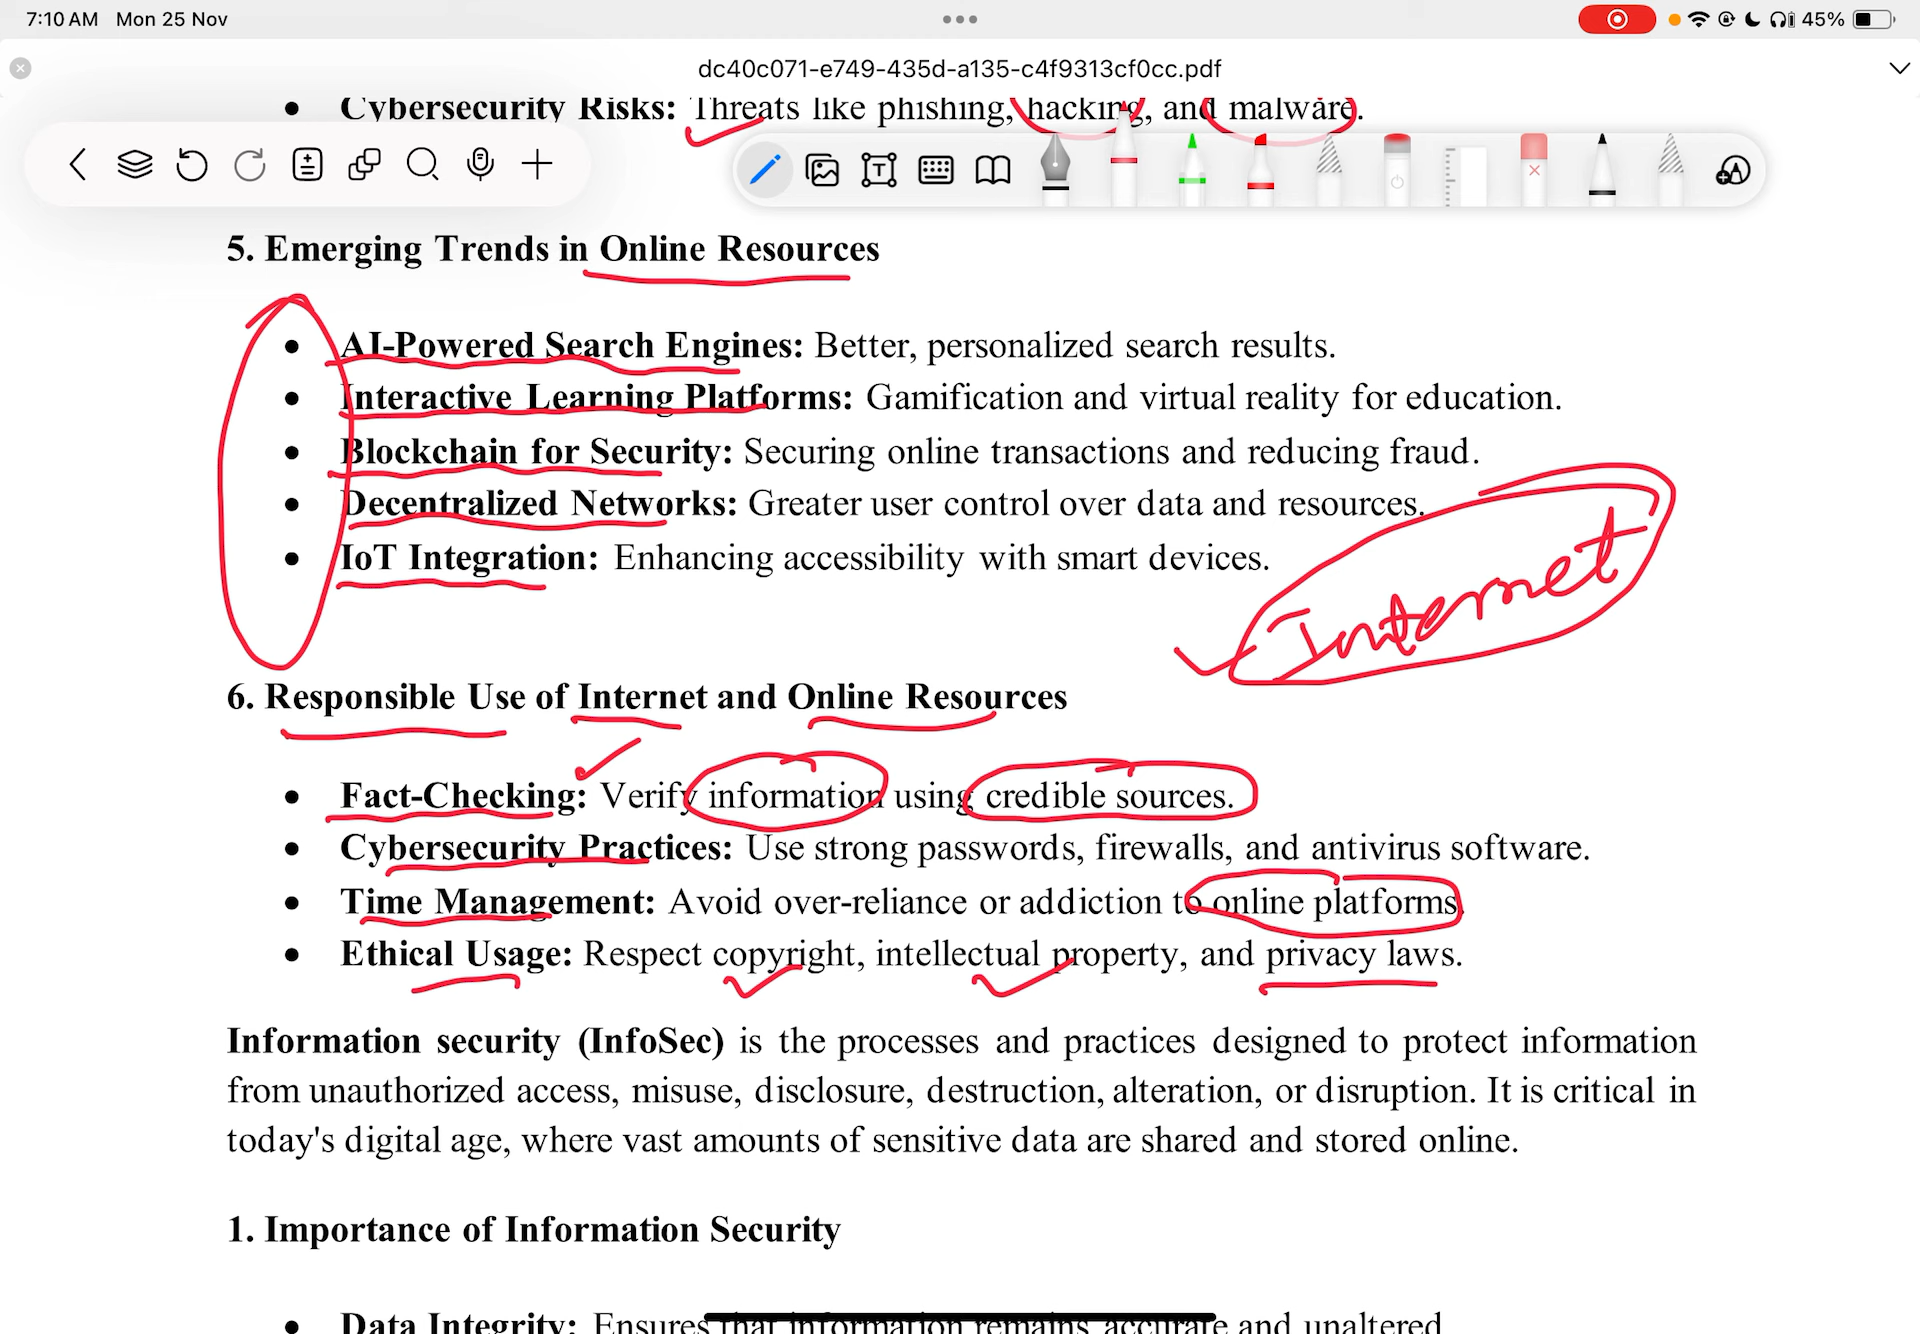 7:10 AM Mon 25 Nov
45%
dc40c071-e749-435d-a135-c4f9313cf0cc.pdf
• Cybersecurity Risks: Threats like phishing, hacking, and malware.
5. Emerging Trends in Online Resources
• AI-Powered Search Engines: Better, personalized search results.
• Interactive Learning Platforms: Gamification and virtual reality for education.
• Blockchain for Security: Securing online transactions and reducing fraud.
• Decentralized Networks: Greater user control over data and resources.
• IoT Integration: Enhancing accessibility with smart devices.
Internet
6. Responsible Use of Internet and Online Resources
• Fact-Checking: Verify information using credible sources.
• Cybersecurity Practices: Use strong passwords, firewalls, and antivirus software.
• Time Management: Avoid over-reliance or addiction to online platforms.
• Ethical Usage: Respect copyright, intellectual property, and privacy laws.
Information security (InfoSec) is the processes and practices designed to protect information
from unauthorized access, misuse, disclosure, destruction, alteration, or disruption. It is critical in
today's digital age, where vast amounts of sensitive data are shared and stored online.
1. Importance of Information Security
• Data Integrity: Ensures that information remains accurate and unaltered